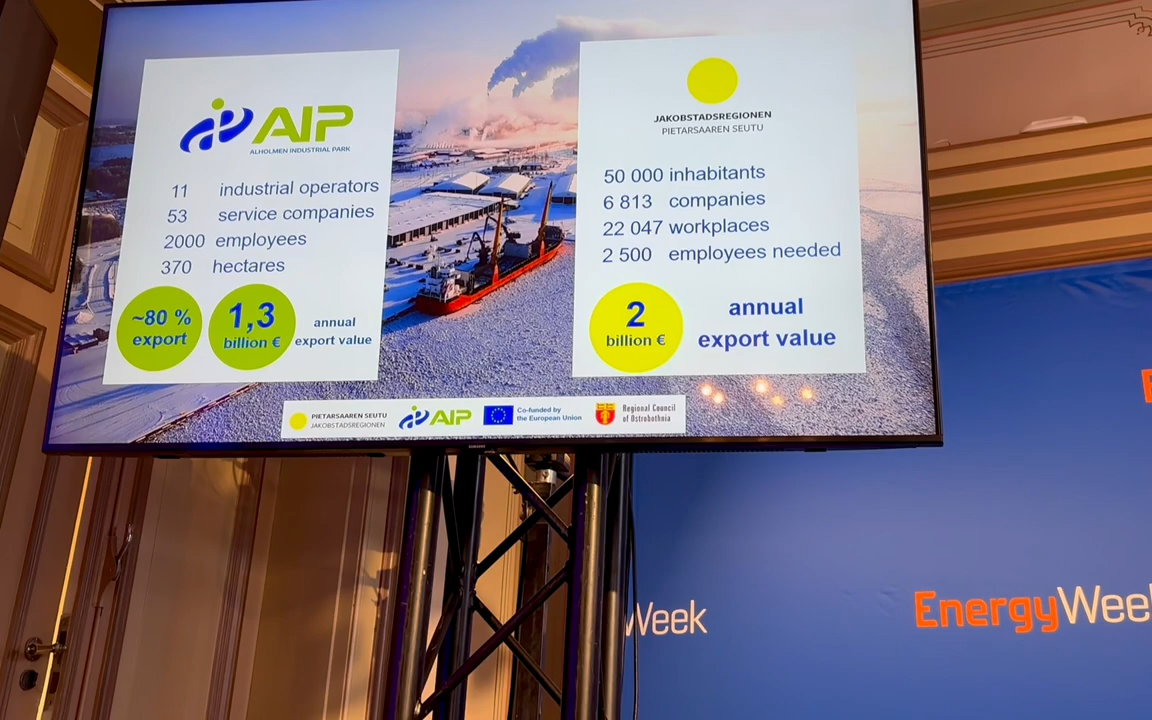 AIP
ALHOLMEN INDUSTRIAL PARK
11 industrial operators
53 service companies
2000 employees
370 hectares
~80 %
export
1,3
billion €
annual
export value
JAKOBSTADSREGIONEN
PIETARSAAREN SEUTU
50 000 inhabitants
6 813 companies
22 047 workplaces
2 500 employees needed
2
billion €
annual
export value
PIETARSAAREN SEUTU
JAKOBSTADSREGIONEN
AIP
Co-funded by
the European Union
Regional Council
of Ostrobothnia
SAMSUNG
Week
EnergyWeek